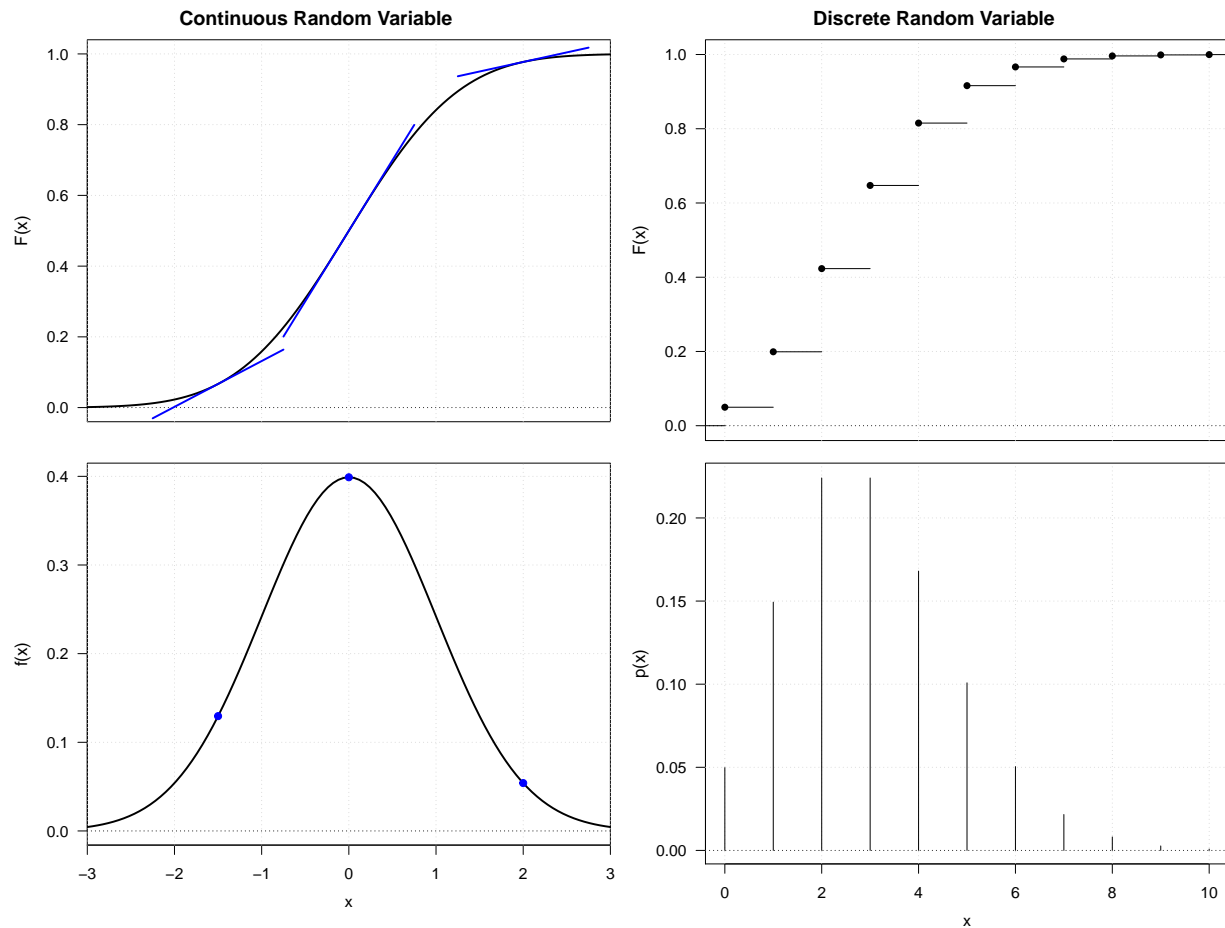 Continuous Random Variable
1.0
0.8
0.6
0.4
0.2
0.0
F(x)
Discrete Random Variable
1.0
0.8
0.6
0.4
0.2
0.0
F(x)
0.4
0.3
0.2
0.1
0.0
f(x)
−3 −2 −1 0 1 2 3
x
0.20
0.15
0.10
0.05
0.00
p(x)
0 2 4 6 8 10
x